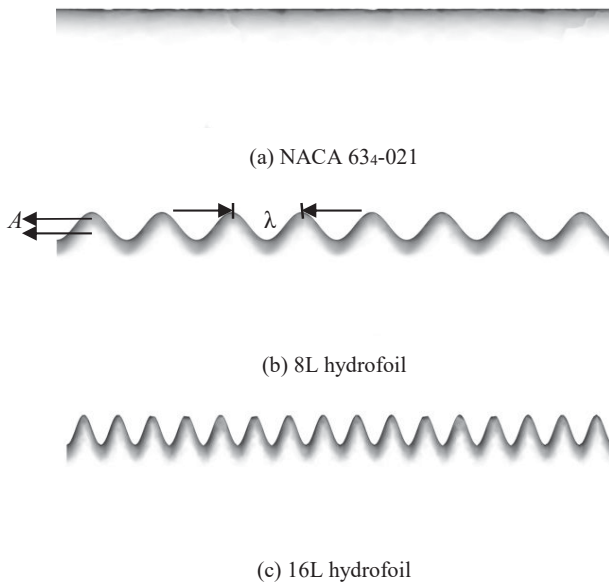 (a) NACA 63₄-021
A
λ
(b) 8L hydrofoil
(c) 16L hydrofoil